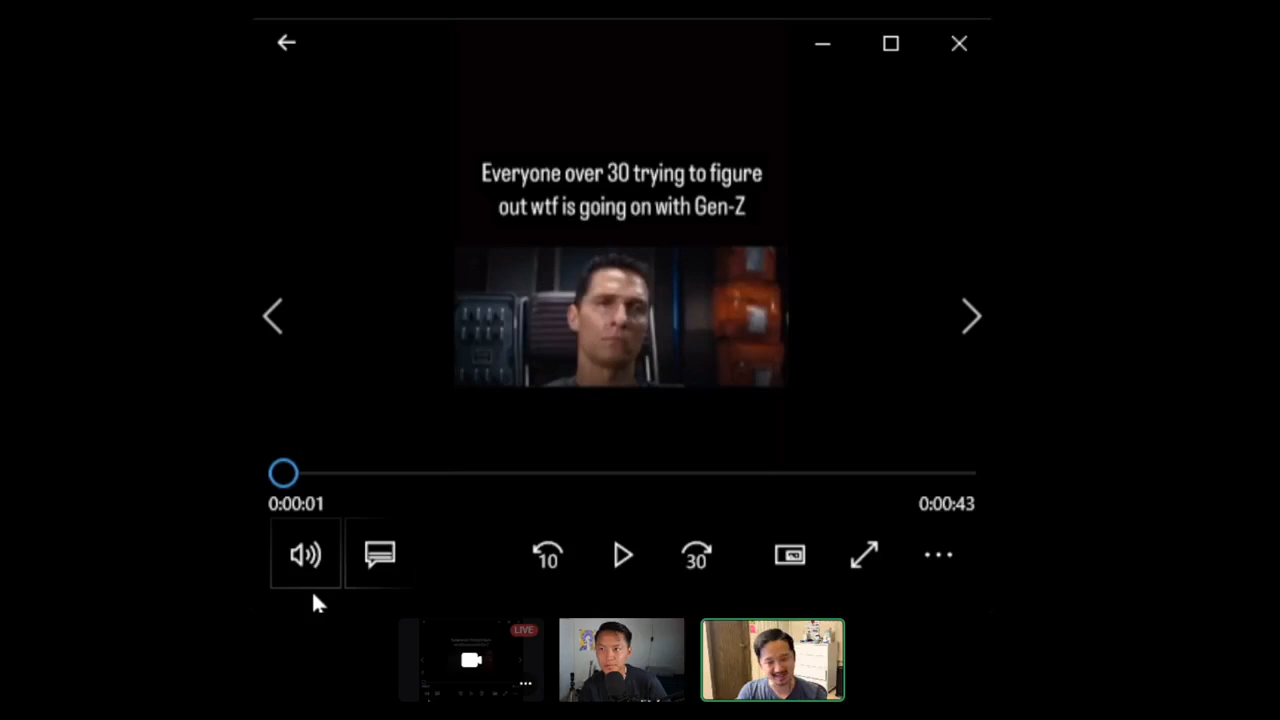 Everyone over 30 trying to figure
out wtf is going on with Gen-Z
0:00:01
0:00:43
10
30
LIVE